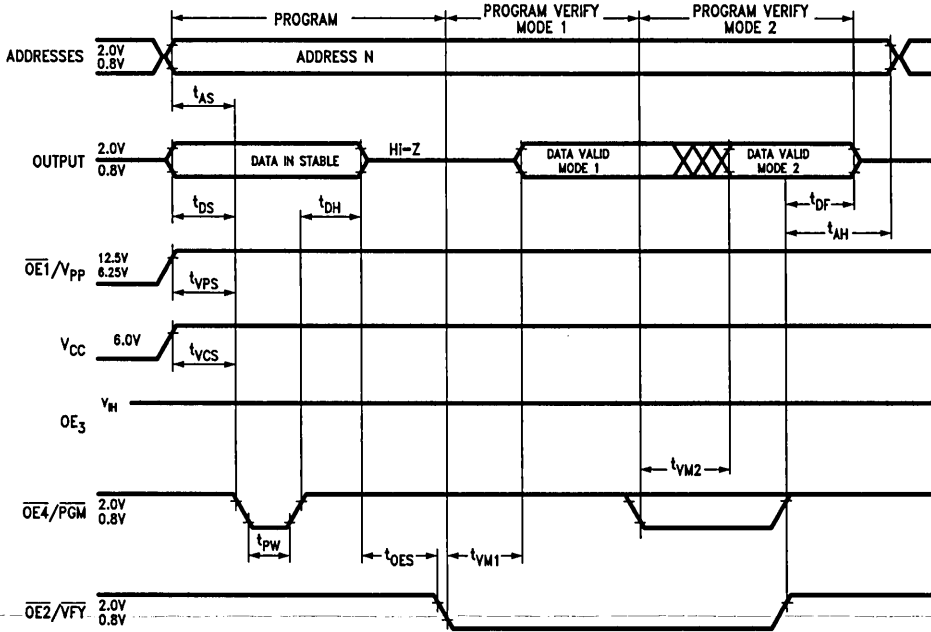 PROGRAM
PROGRAM VERIFY
MODE 1
PROGRAM VERIFY
MODE 2
ADDRESSES
2.0V
0.8V
ADDRESS N
tAS
OUTPUT
2.0V
0.8V
DATA IN STABLE
Hi-Z
DATA VALID
MODE 1
DATA VALID
MODE 2
tDS
tDH
tDF
tAH
OE1/VPP
12.5V
6.25V
tVPS
VCC
6.0V
tVCS
OE3
VIH
tVM2
OE4/PGM
2.0V
0.8V
tPW
tOES
tVM1
OE2/VFY
2.0V
0.8V